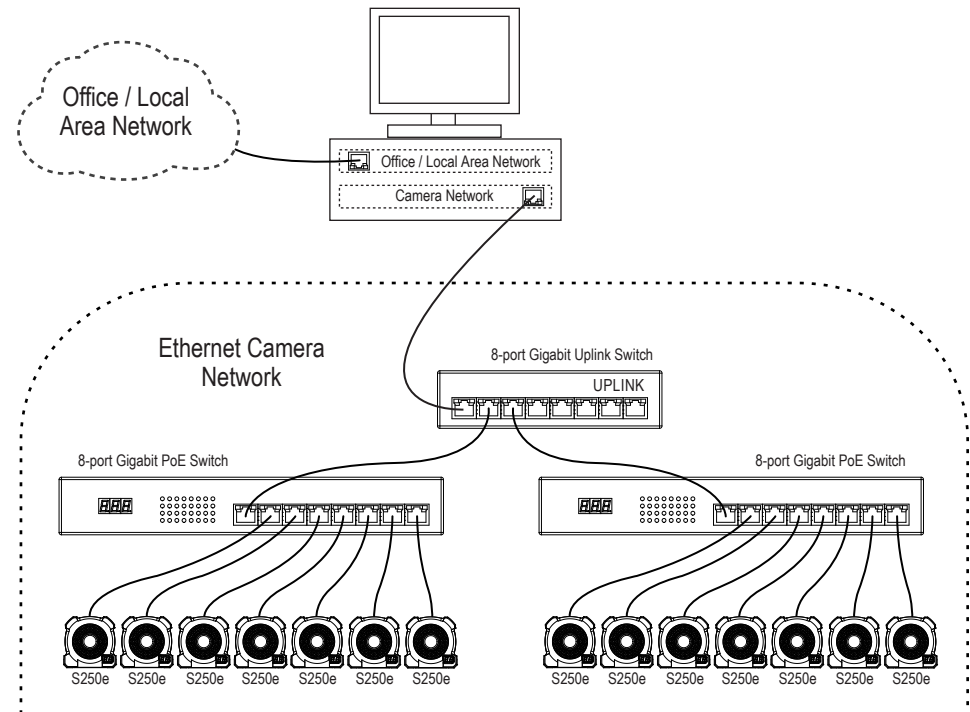 Office / Local
Area Network
Office / Local Area Network
Camera Network
Ethernet Camera
Network
8-port Gigabit Uplink Switch
UPLINK
8-port Gigabit PoE Switch
8-port Gigabit PoE Switch
888
888
S250e
S250e
S250e
S250e
S250e
S250e
S250e
S250e
S250e
S250e
S250e
S250e
S250e
S250e